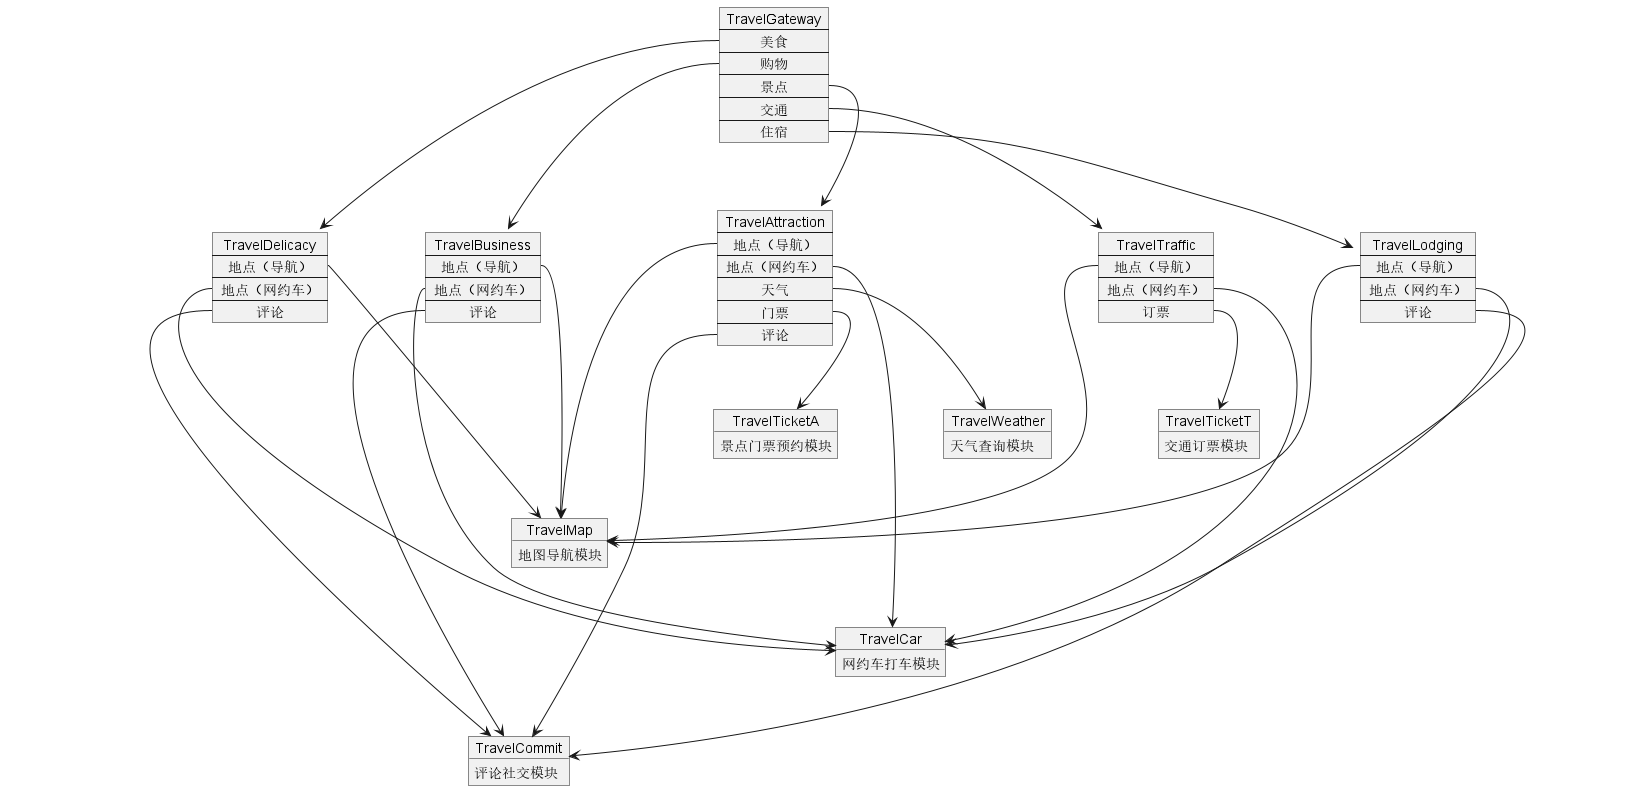 TravelGateway
美食
购物
景点
交通
住宿
TravelDelicacy
地点（导航）
地点（网约车）
评论
TravelBusiness
地点（导航）
地点（网约车）
评论
TravelAttraction
地点（导航）
地点（网约车）
天气
门票
评论
TravelTraffic
地点（导航）
地点（网约车）
订票
TravelLodging
地点（导航）
地点（网约车）
评论
TravelTicketA
景点门票预约模块
TravelWeather
天气查询模块
TravelTicketT
交通订票模块
TravelMap
地图导航模块
TravelCar
网约车打车模块
TravelCommit
评论社交模块